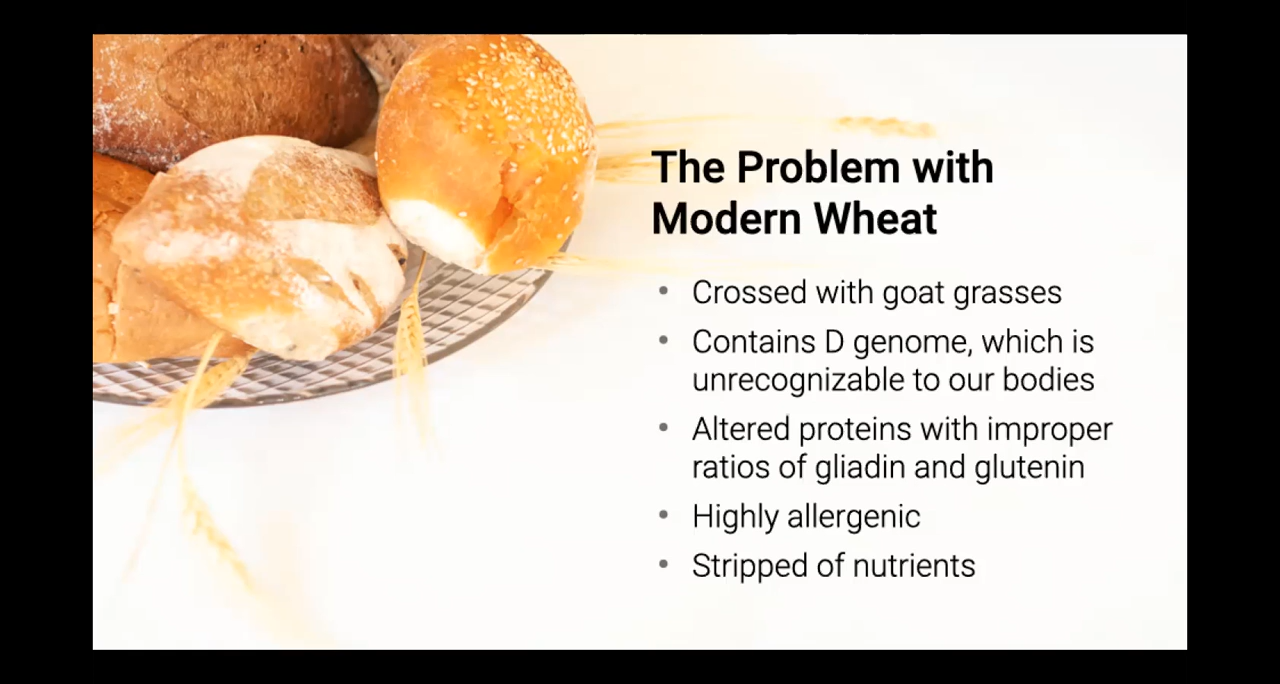 The Problem with
Modern Wheat
• Crossed with goat grasses
• Contains D genome, which is
unrecognizable to our bodies
• Altered proteins with improper
ratios of gliadin and glutenin
• Highly allergenic
• Stripped of nutrients